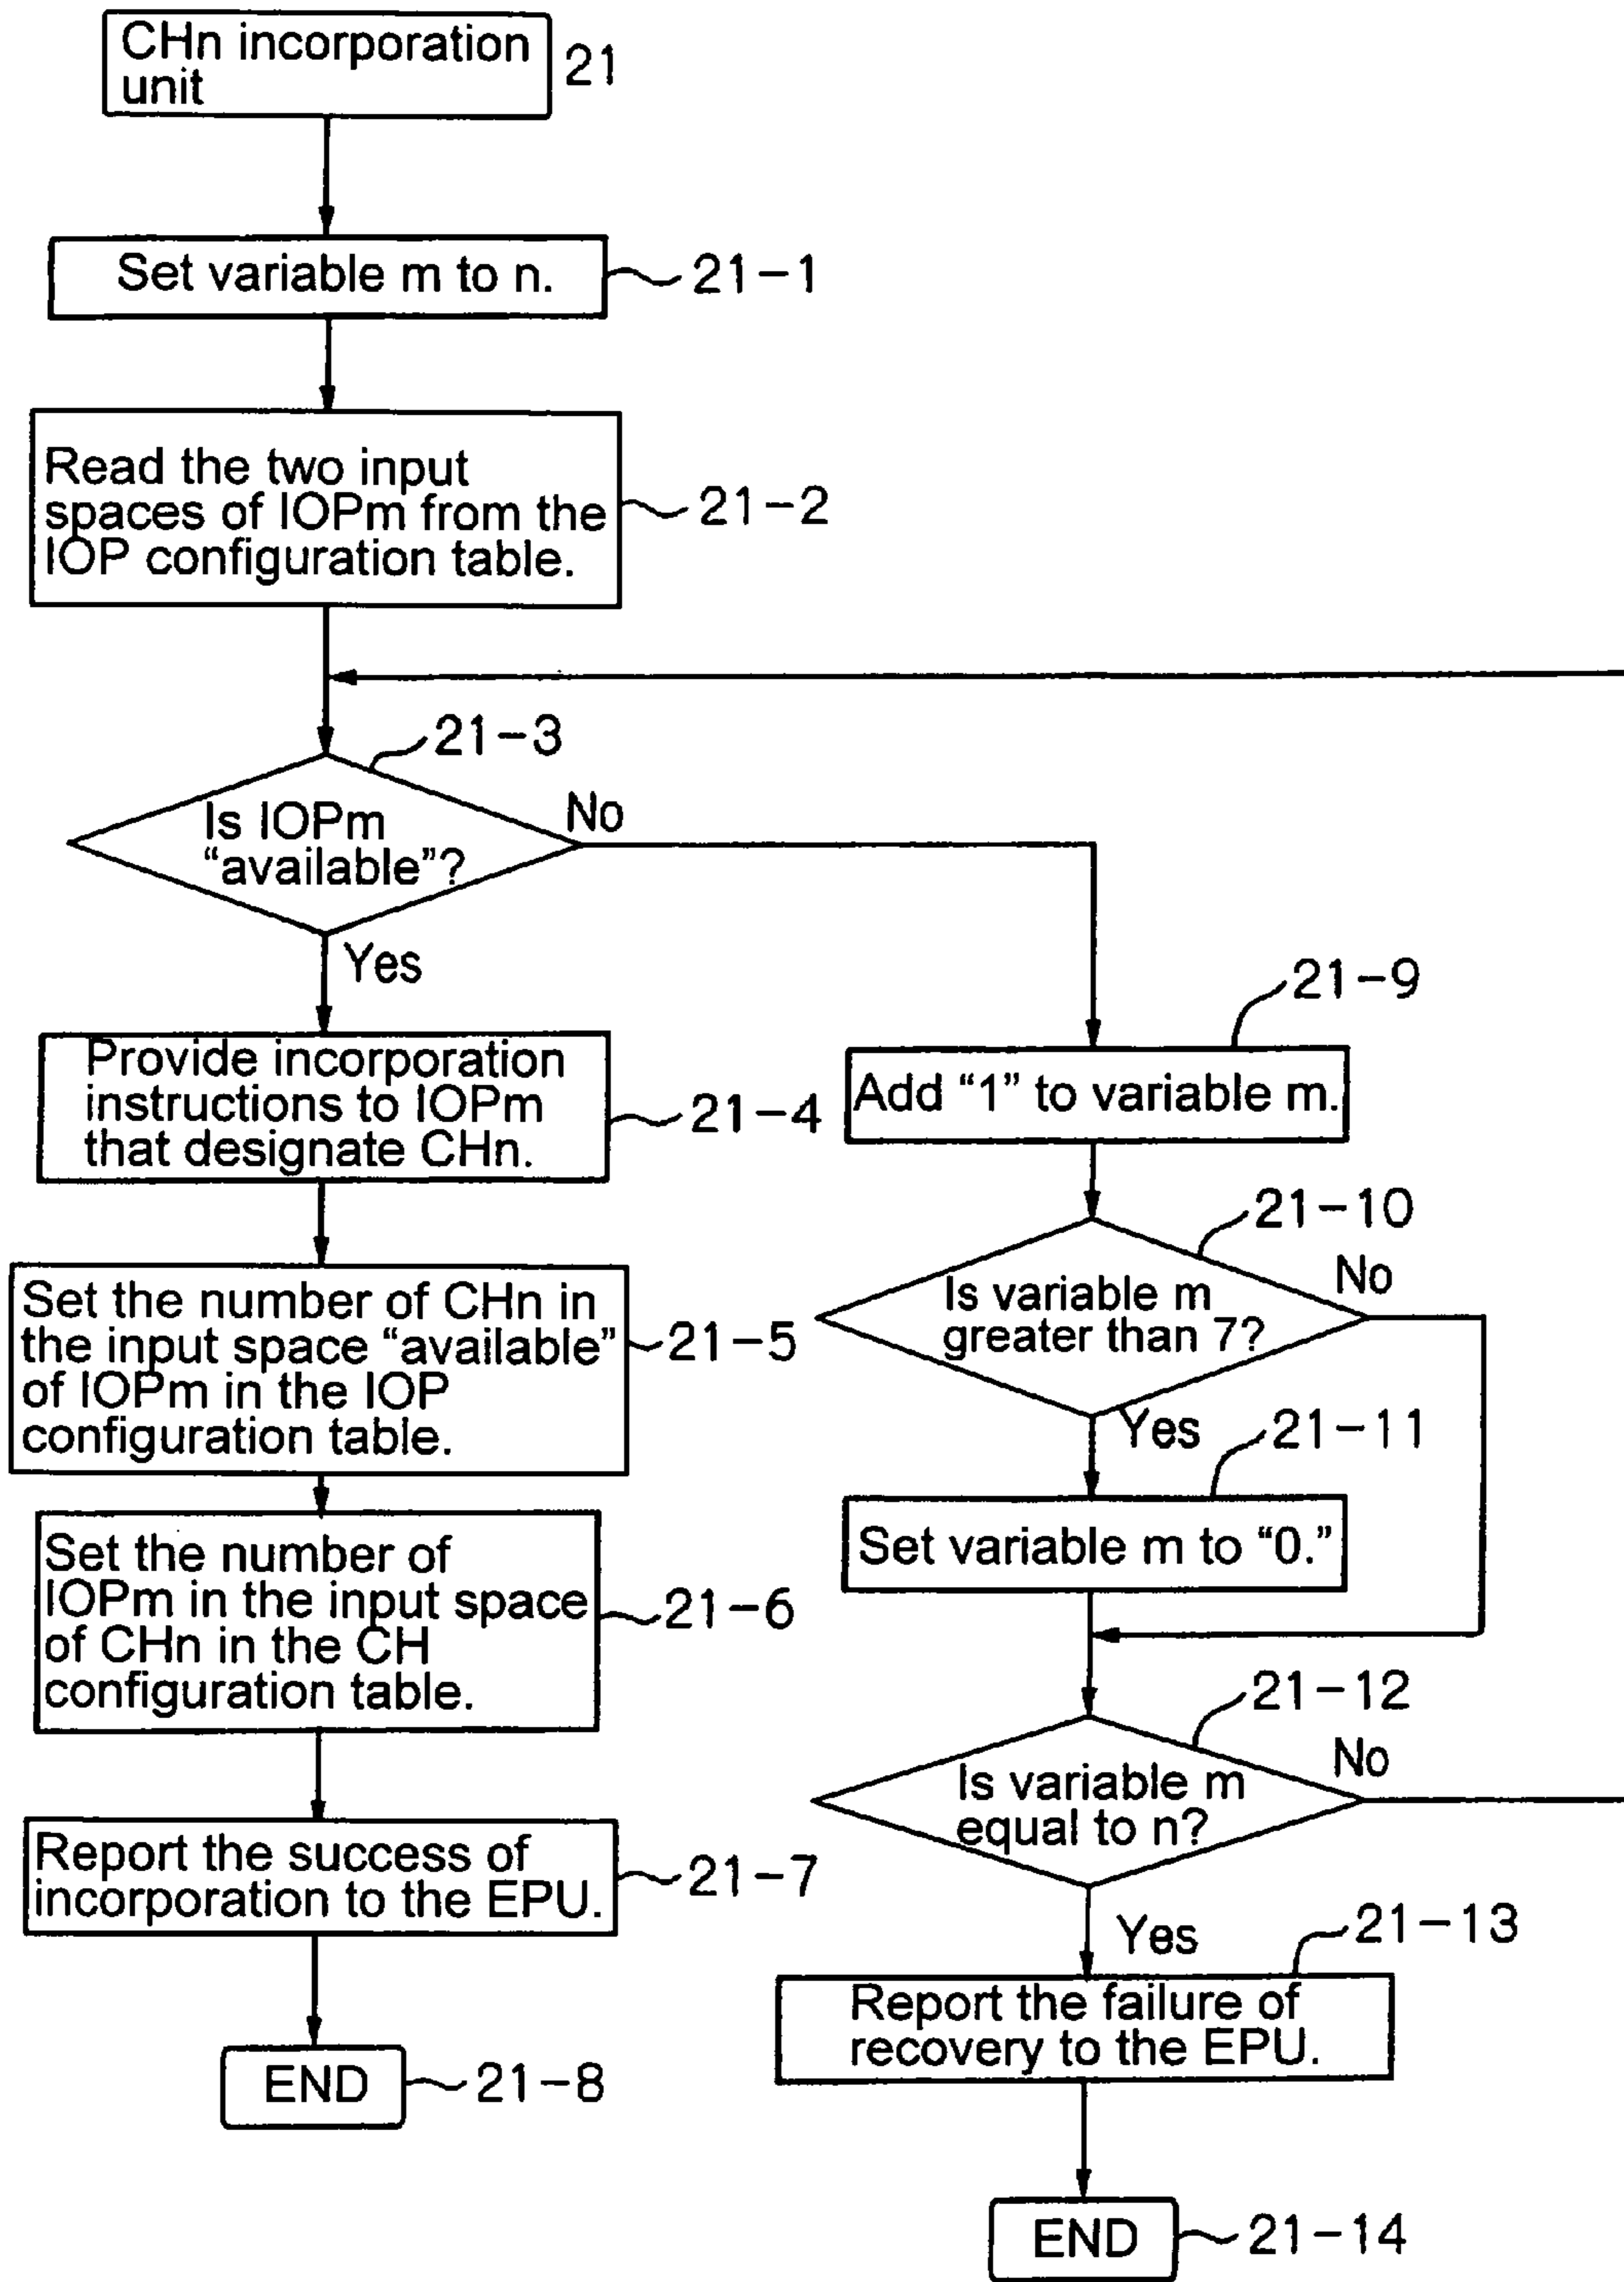 CHn incorporation
unit
21
Set variable m to n.
21-1
Read the two input
spaces of IOPm from the
IOP configuration table.
21-2
21-3
Is IOPm
“available”?
No
Yes
Provide incorporation
instructions to IOPm
that designate CHn.
21-4
Set the number of CHn in
the input space “available”
of IOPm in the IOP
configuration table.
21-5
Set the number of
IOPm in the input space
of CHn in the CH
configuration table.
21-6
Report the success of
incorporation to the EPU.
21-7
END
21-8
21-9
Add “1” to variable m.
21-10
Is variable m
greater than 7?
No
Yes
21-11
Set variable m to “0.”
21-12
Is variable m
equal to n?
No
Yes
21-13
Report the failure of
recovery to the EPU.
END
21-14